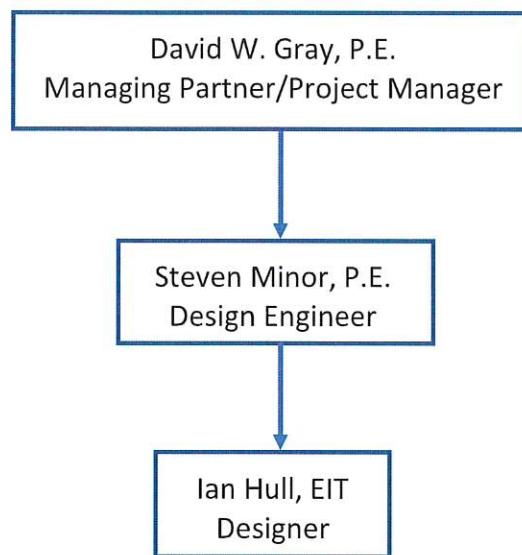 David W. Gray, P.E.
Managing Partner/Project Manager
Steven Minor, P.E.
Design Engineer
Ian Hull, EIT
Designer